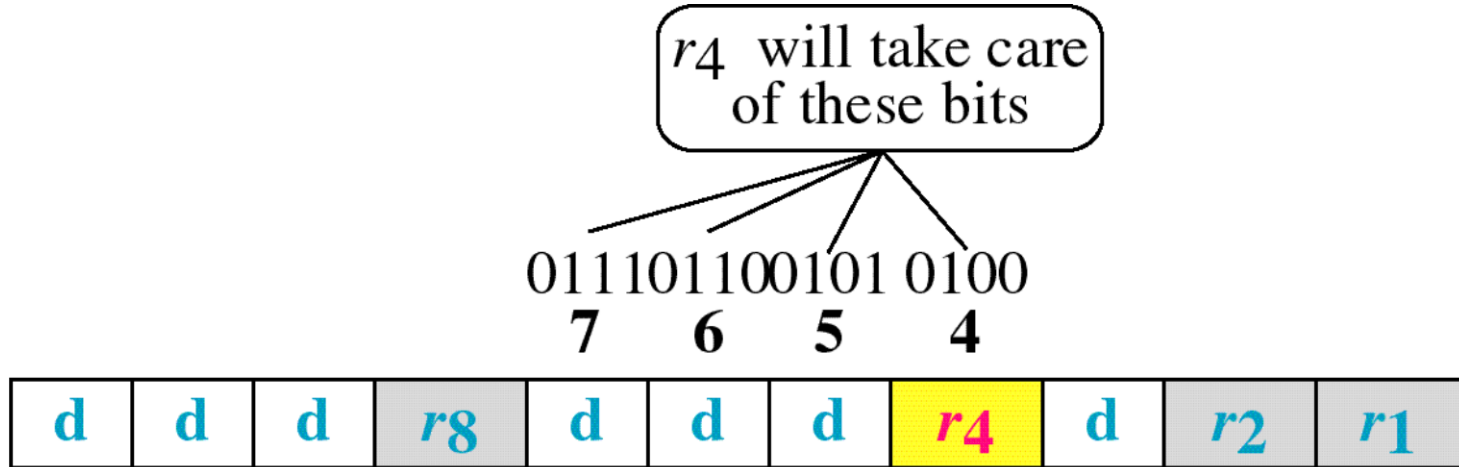 r4 will take care
of these bits
0111 0110 0101 0100
7 6 5 4
d d d r8 d d d r4 d r2 r1